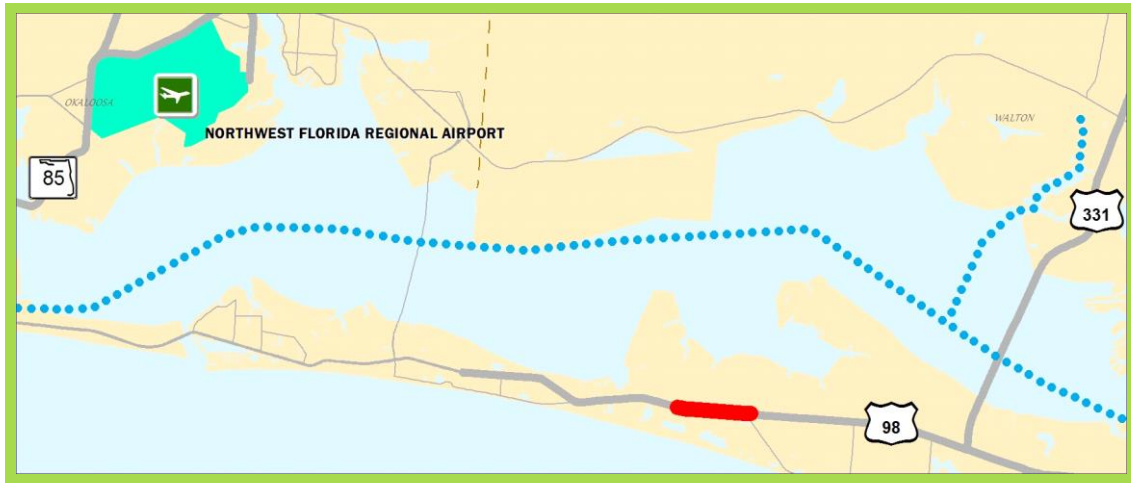 OKALOOSA
NORTHWEST FLORIDA REGIONAL AIRPORT
WALTON
85
331
98